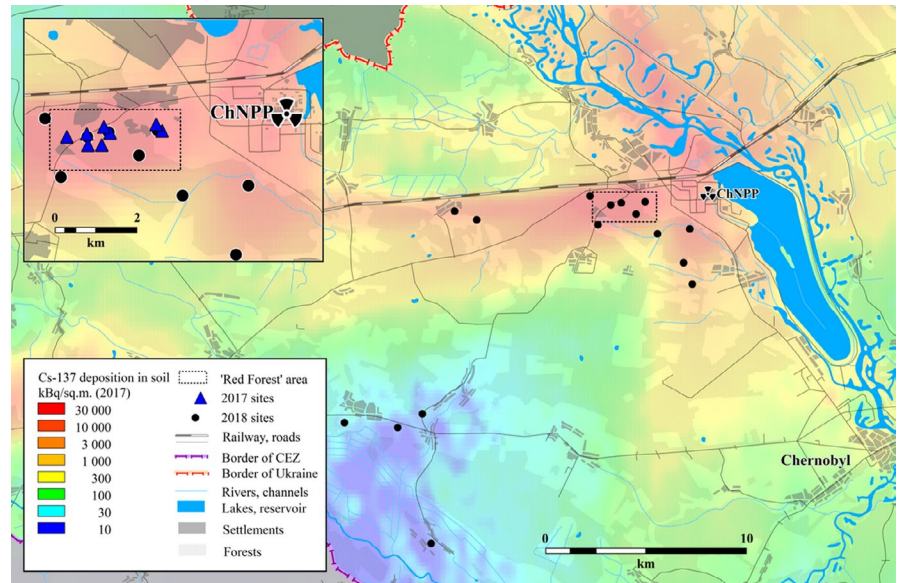 ChNPP
0 2
km
ChNPP
Chernobyl
0 10
km
Cs-137 deposition in soil
kBq/sq.m. (2017)
30 000
10 000
3 000
1 000
300
100
30
10
'Red Forest' area
2017 sites
2018 sites
Railway, roads
Border of CEZ
Border of Ukraine
Rivers, channels
Lakes, reservoir
Settlements
Forests